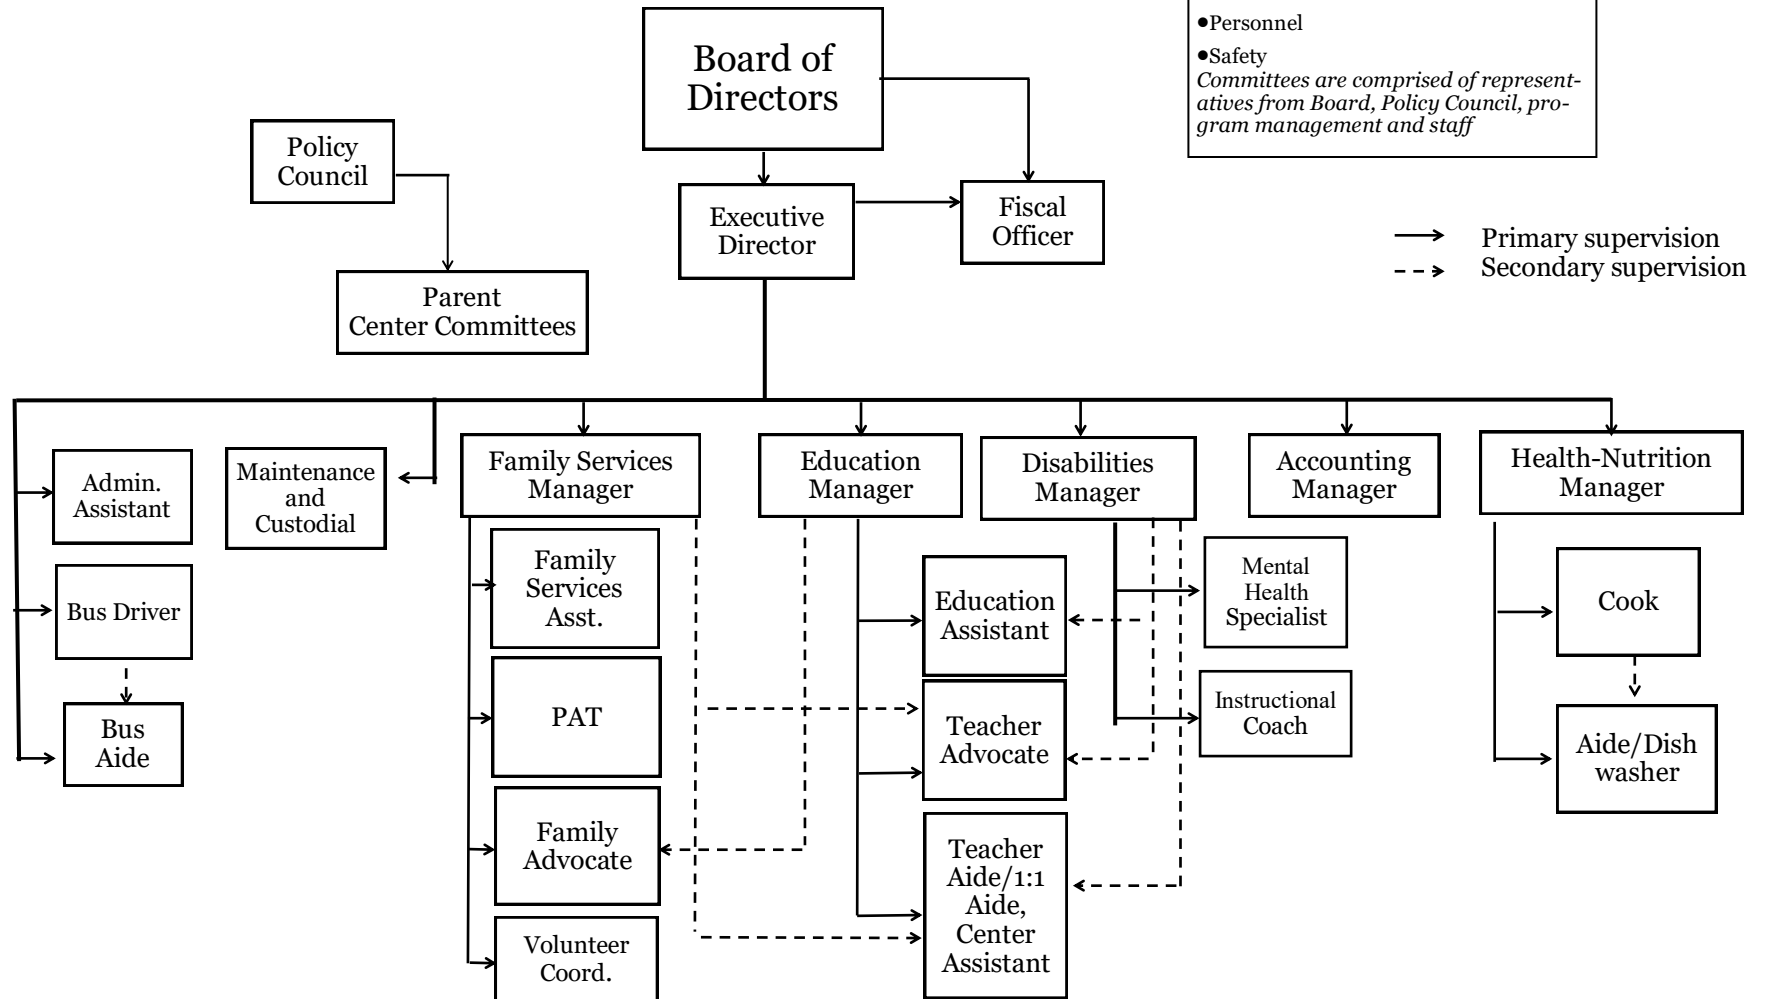 •Personnel
•Safety
Committees are comprised of represent-
atives from Board, Policy Council, pro-
gram management and staff
Board of
Directors
Policy
Council
Executive
Director
Fiscal
Officer
Primary supervision
Secondary supervision
Parent
Center Committees
Admin.
Assistant
Maintenance
and
Custodial
Family Services
Manager
Education
Manager
Disabilities
Manager
Accounting
Manager
Health-Nutrition
Manager
Bus Driver
Bus
Aide
Family
Services
Asst.
PAT
Family
Advocate
Volunteer
Coord.
Education
Assistant
Teacher
Advocate
Teacher
Aide/1:1
Aide,
Center
Assistant
Mental
Health
Specialist
Instructional
Coach
Cook
Aide/Dish
washer